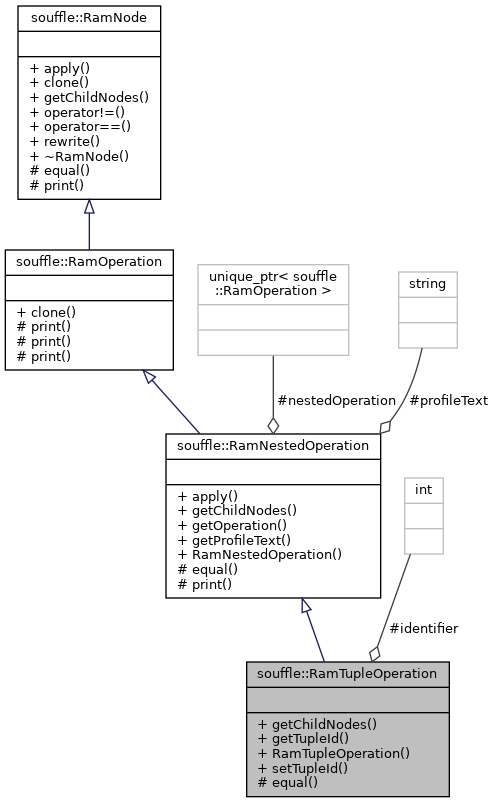 souffle::RamNode
+ apply()
+ clone()
+ getChildNodes()
+ operator!=()
+ operator==()
+ rewrite()
+ ~RamNode()
# equal()
# print()
souffle::RamOperation
+ clone()
# print()
# print()
# print()
unique_ptr< souffle
::RamOperation >
string
#nestedOperation
#profileText
souffle::RamNestedOperation
+ apply()
+ getChildNodes()
+ getOperation()
+ getProfileText()
+ RamNestedOperation()
# equal()
# print()
int
#identifier
souffle::RamTupleOperation
+ getChildNodes()
+ getTupleId()
+ RamTupleOperation()
+ setTupleId()
# equal()